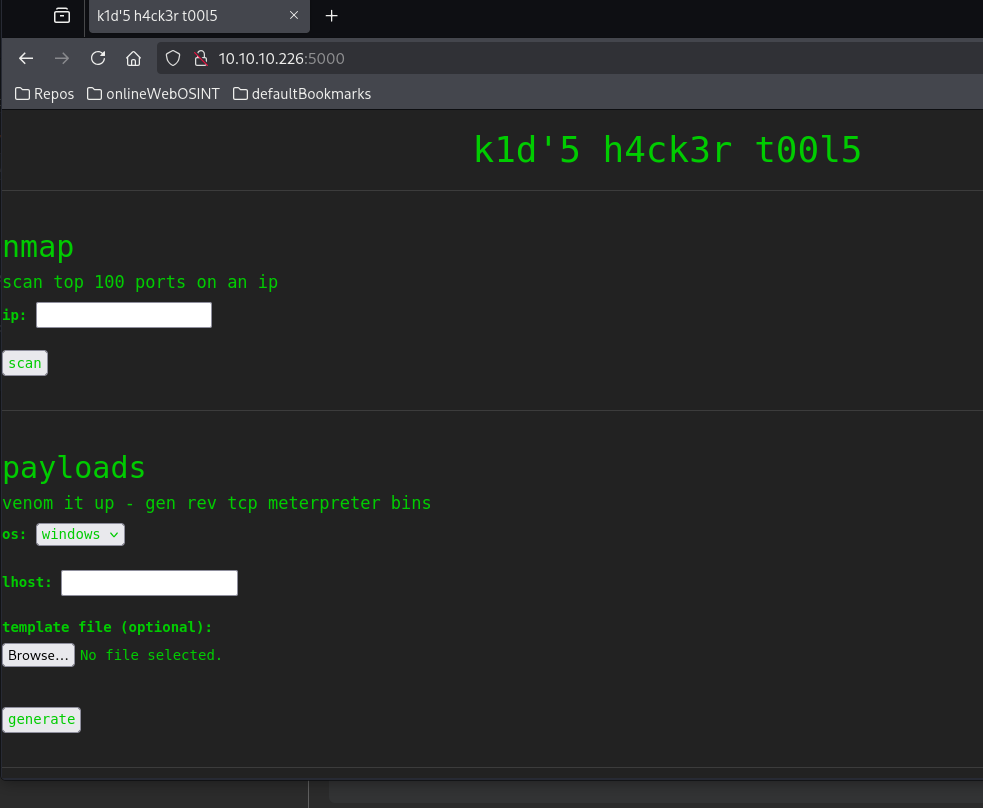 k1d'5 h4ck3r t00l5
10.10.10.226:5000
Repos onlineWebOSINT defaultBookmarks
k1d'5 h4ck3r t00l5
nmap
scan top 100 ports on an ip
ip:
scan
payloads
venom it up - gen rev tcp meterpreter bins
os: windows
lhost:
template file (optional):
Browse... No file selected.
generate